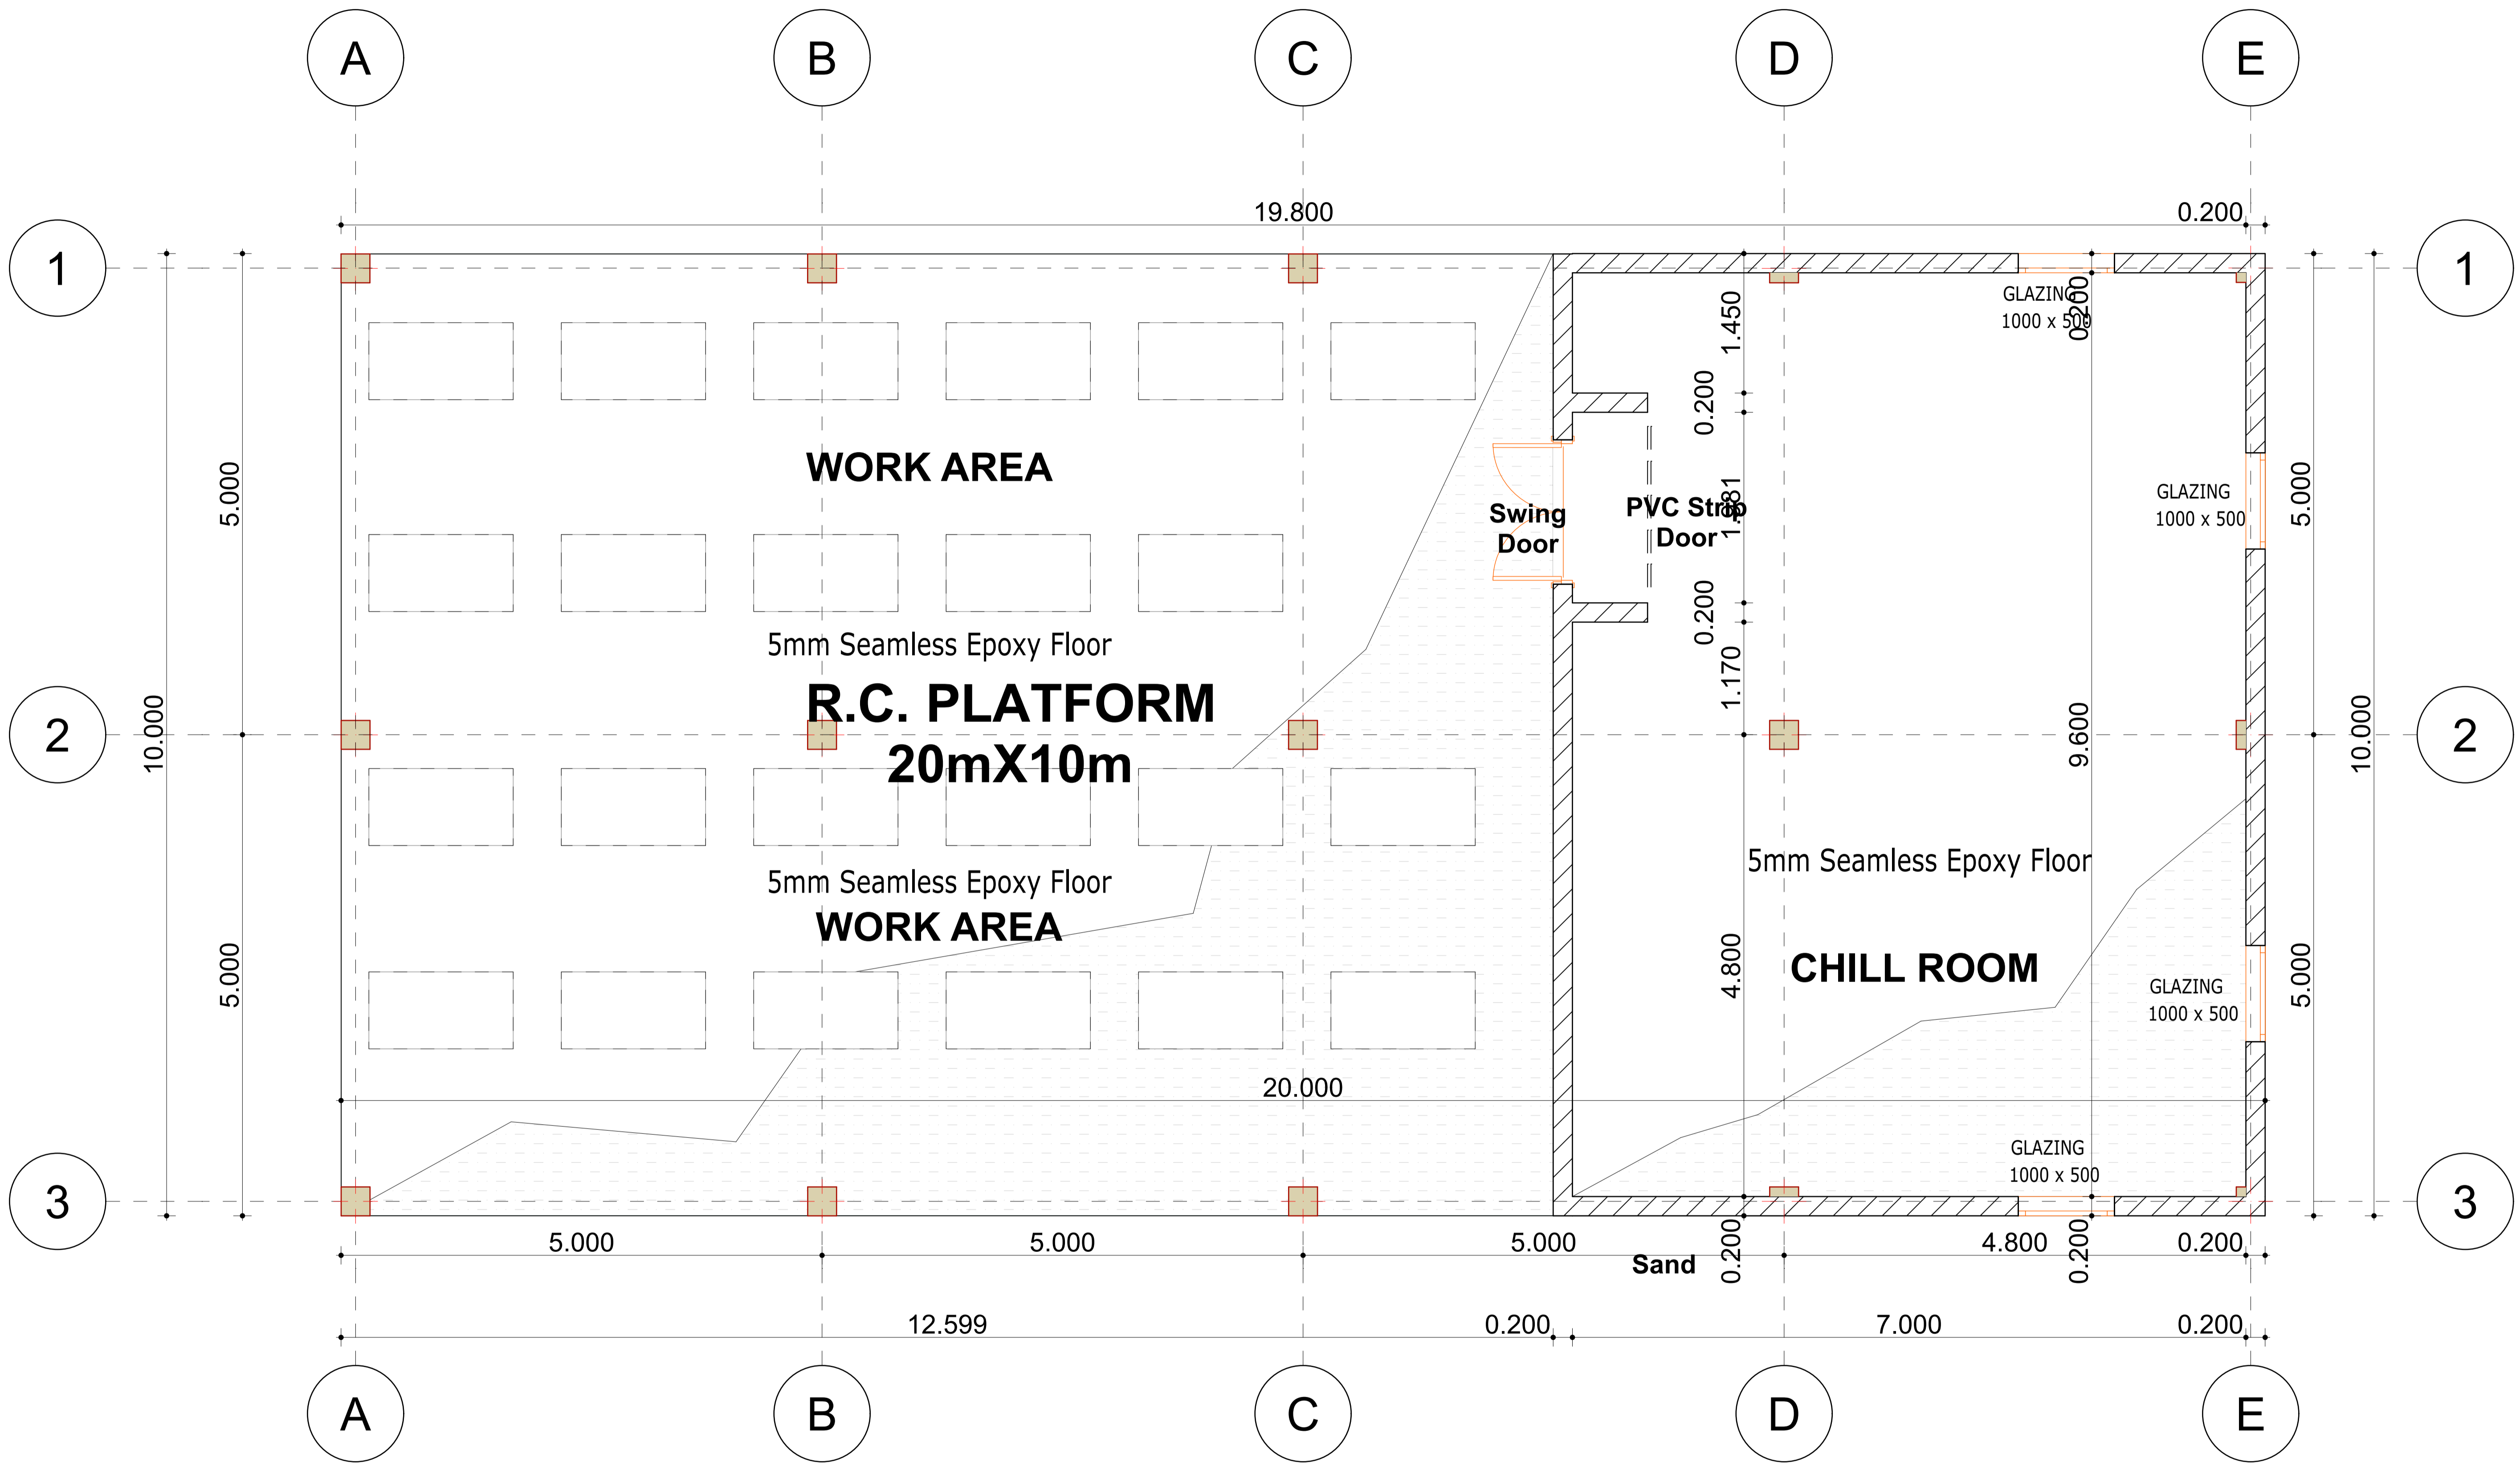 A B C D E
19.800 0.200
1 1
GLAZING
1000 x 500
0.200
1.450
0.200
WORK AREA
5.000 5.000
GLAZING
1000 x 500
Swing
Door
PVC Strip
Door
1.981
0.200
5mm Seamless Epoxy Floor
1.170
R.C. PLATFORM
20mX10m
2 10.000 9.600 10.000 2
5mm Seamless Epoxy Floor
5mm Seamless Epoxy Floor
WORK AREA
CHILL ROOM
5.000 4.800 5.000
GLAZING
1000 x 500
20.000
GLAZING
1000 x 500
3 3
5.000 5.000 5.000 4.800 0.200
0.200 0.200
Sand
12.599 0.200 7.000 0.200
A B C D E